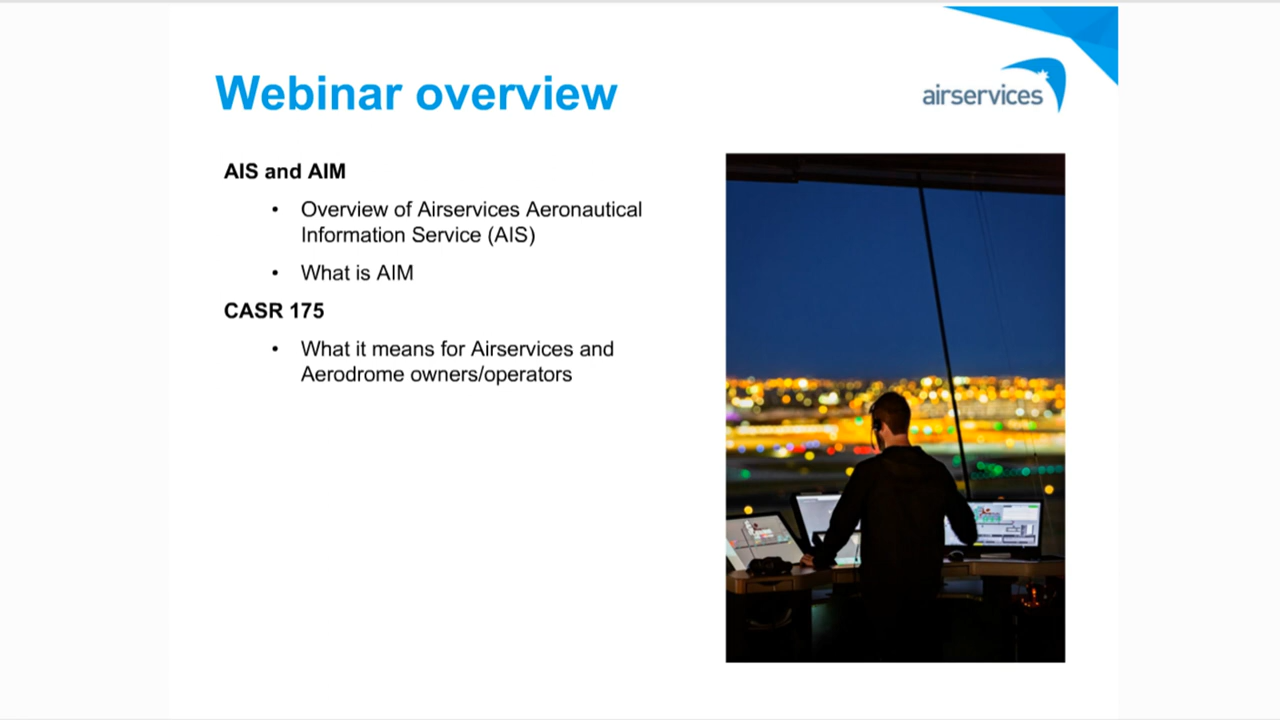 Webinar overview
airservices
AIS and AIM
• Overview of Airservices Aeronautical
Information Service (AIS)
• What is AIM
CASR 175
• What it means for Airservices and
Aerodrome owners/operators